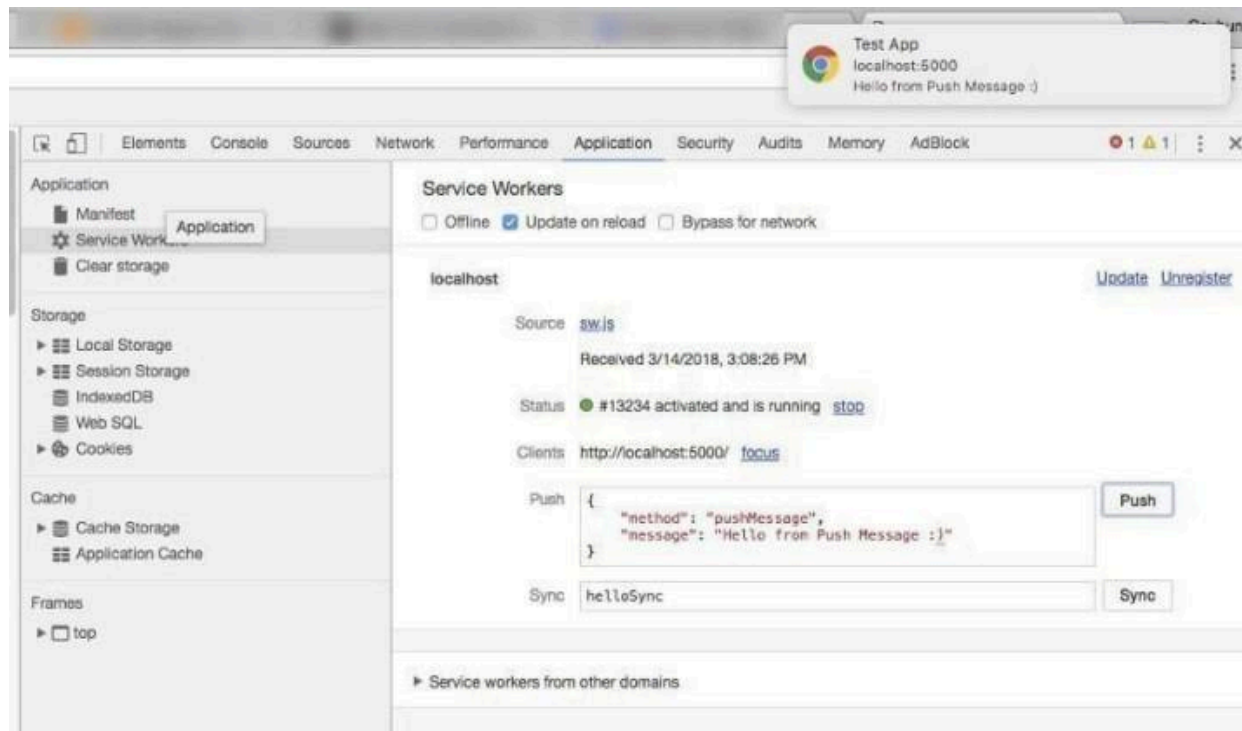 Test App
localhost:5000
Hello from Push Message :)
Elements Console Sources Network Performance Application Security Audits Memory AdBlock 1 1
Application
Manifest
Service Workers
Application
Clear storage
Storage
Local Storage
Session Storage
IndexedDB
Web SQL
Cookies
Cache
Cache Storage
Application Cache
Frames
top
Service Workers
Offline Update on reload Bypass for network
localhost Update Unregister
Source sw.js
Received 3/14/2018, 3:08:26 PM
Status #13234 activated and is running stop
Clients http://localhost:5000/ focus
Push {
"method": "pushMessage",
"message": "Hello from Push Message :)"
}
Push
Sync helloSync Sync
Service workers from other domains